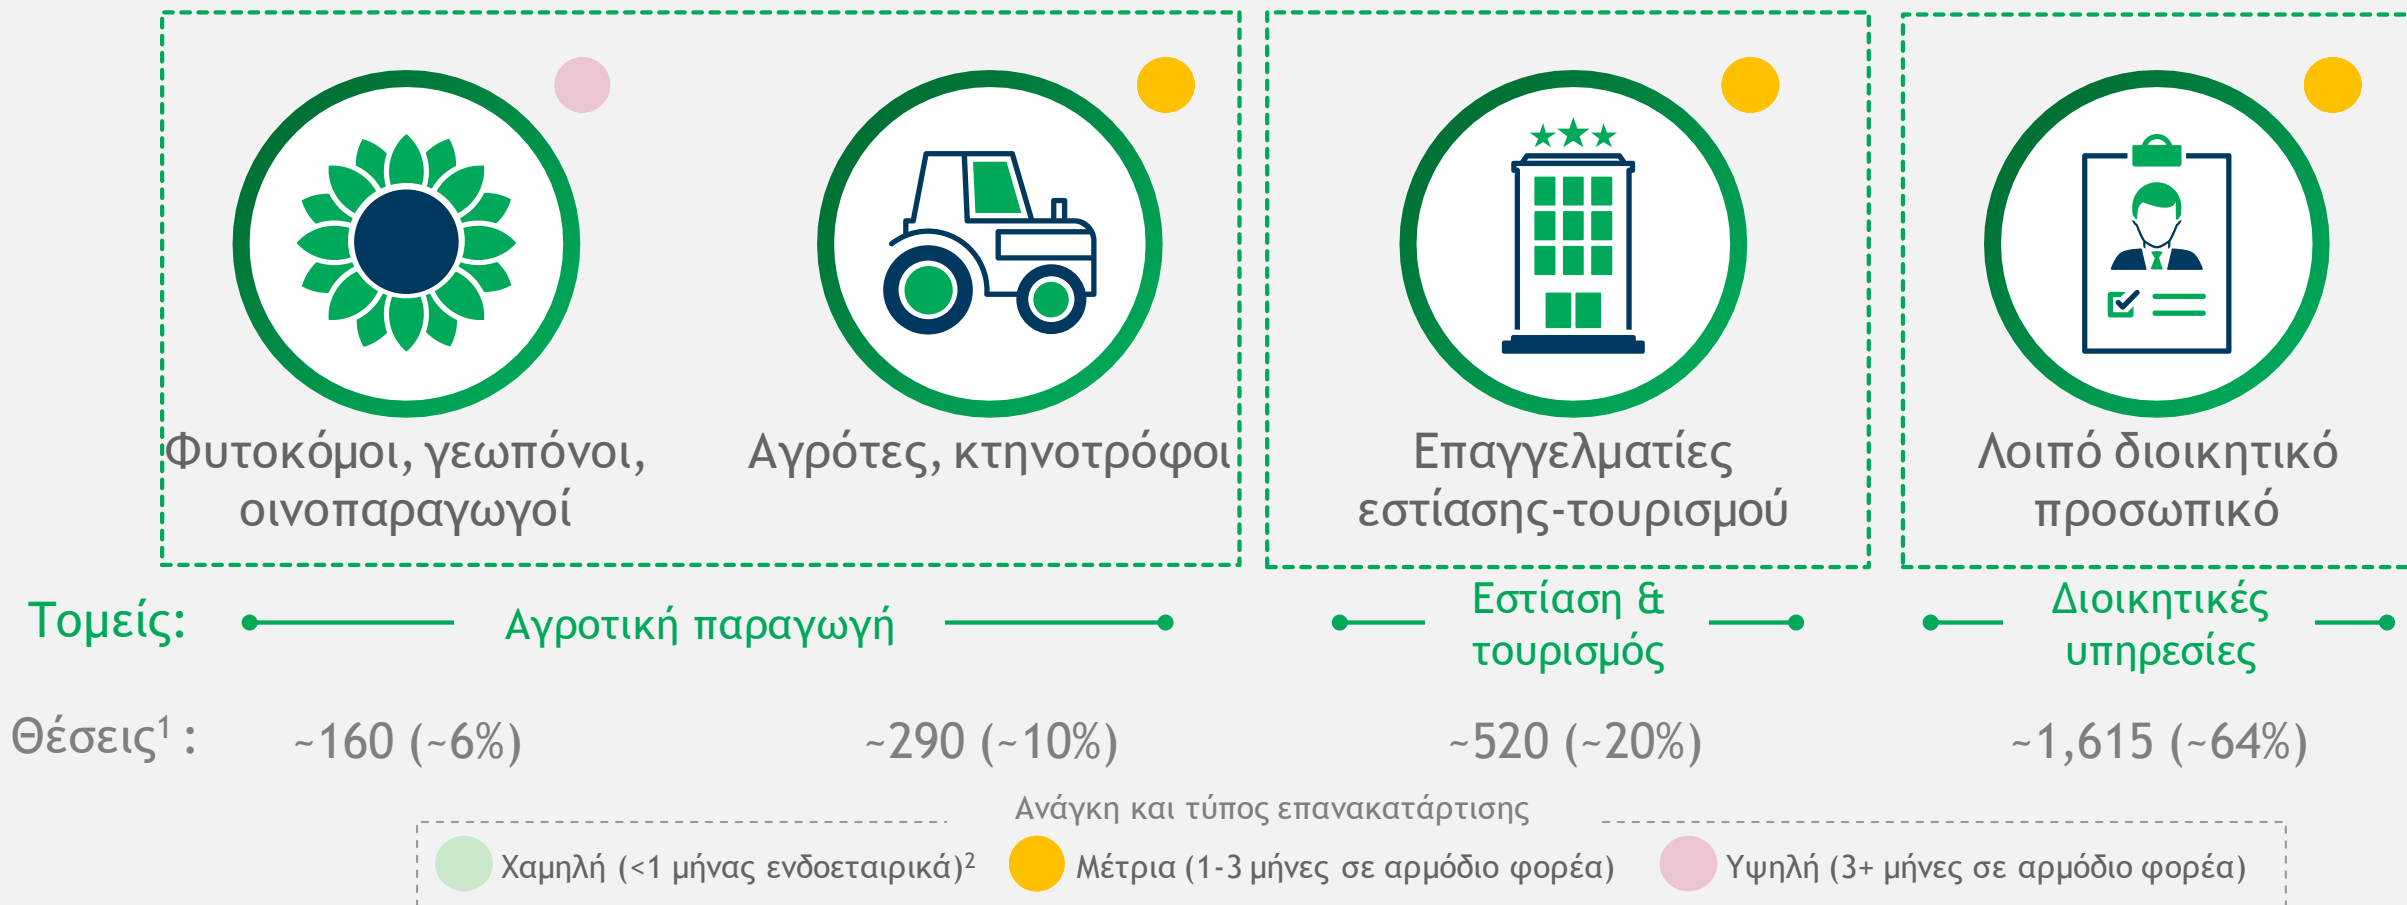 Φυτοκόμοι, γεωπόνοι,
οινοπαραγωγοί
Αγρότες, κτηνοτρόφοι
Επαγγελματίες
εστίασης-τουρισμού
Λοιπό διοικητικό
προσωπικό
Τομείς:
Αγροτική παραγωγή
Εστίαση &
τουρισμός
Διοικητικές
υπηρεσίες
Θέσεις¹ :
~160 (~6%)
~290 (~10%)
~520 (~20%)
~1,615 (~64%)
Ανάγκη και τύπος επανακατάρτισης
Χαμηλή (<1 μήνας ενδοεταιρικά)²
Μέτρια (1-3 μήνες σε αρμόδιο φορέα)
Υψηλή (3+ μήνες σε αρμόδιο φορέα)